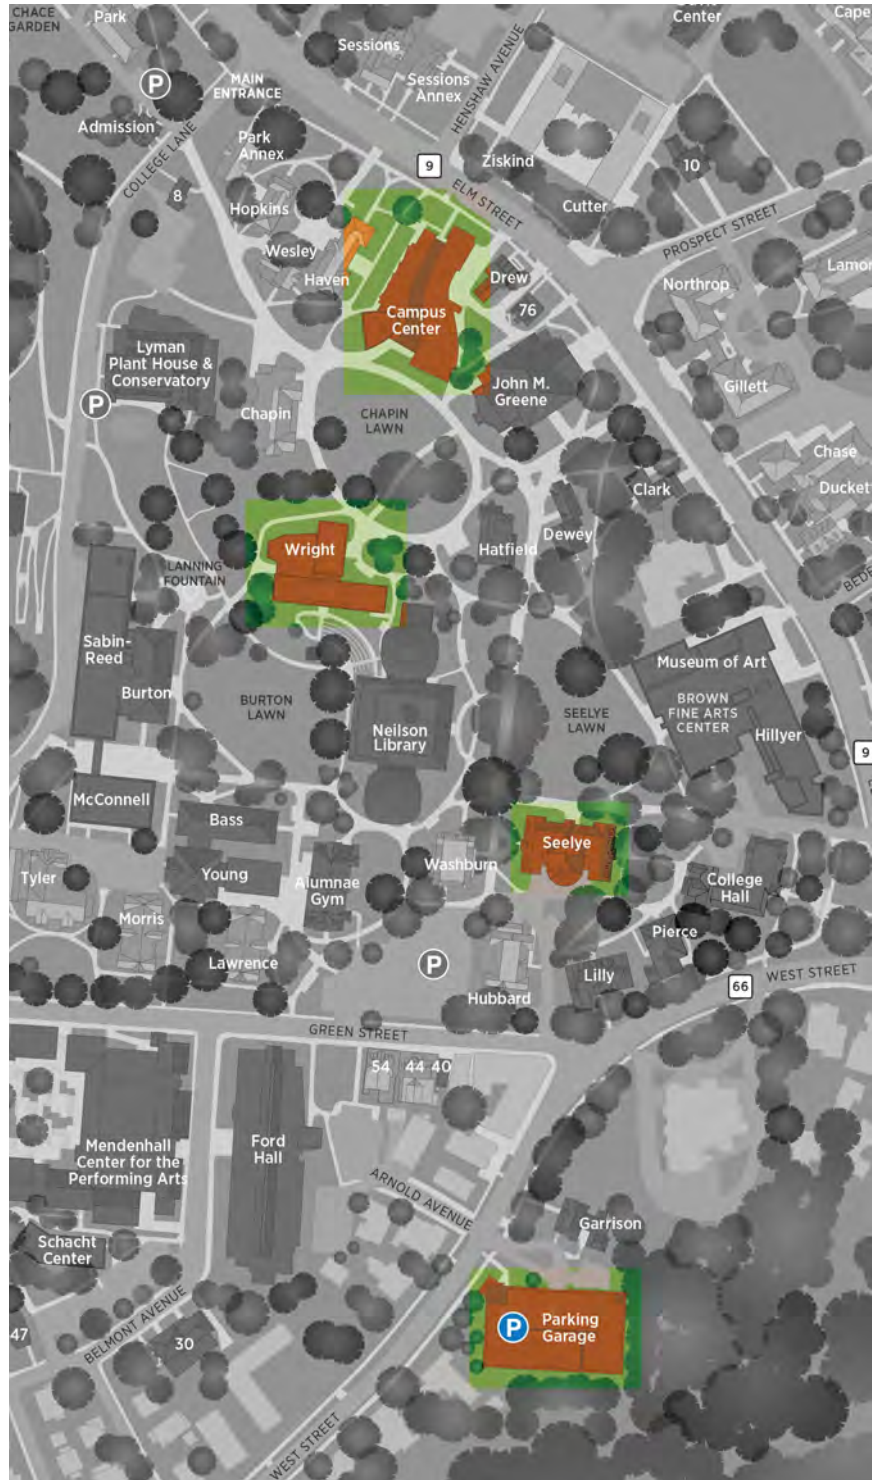 CHACE
GARDEN
Park
Center
Cape
Sessions
Sessions
Annex
HENSHAW AVENUE
P
MAIN
ENTRANCE
Admission
COLLEGE LANE
Park
Annex
9
Ziskind
10
8
ELM STREET
Hopkins
Cutter
PROSPECT STREET
Wesley
Haven
Drew
Northrop
Lamor
Campus
Center
76
Lyman
Plant House &
Conservatory
John M.
Greene
Gillett
P
Chapin
CHAPIN
LAWN
Chase
Duckett
Clark
Wright
Hatfield
Dewey
LANNING
FOUNTAIN
BEDF
Sabin-
Reed
Museum of Art
Burton
BURTON
LAWN
Neilson
Library
SEELYE
LAWN
BROWN
FINE ARTS
CENTER
Hillyer
9
McConnell
Bass
Seelye
Washburn
Tyler
Young
Alumnae
Gym
College
Hall
Morris
Pierce
Lawrence
P
Hubbard
Lilly
WEST STREET
66
GREEN STREET
54
44
40
Mendenhall
Center for the
Performing Arts
Ford
Hall
ARNOLD AVENUE
Garrison
Schacht
Center
BELMONT AVENUE
47
30
P
Parking
Garage
WEST STREET